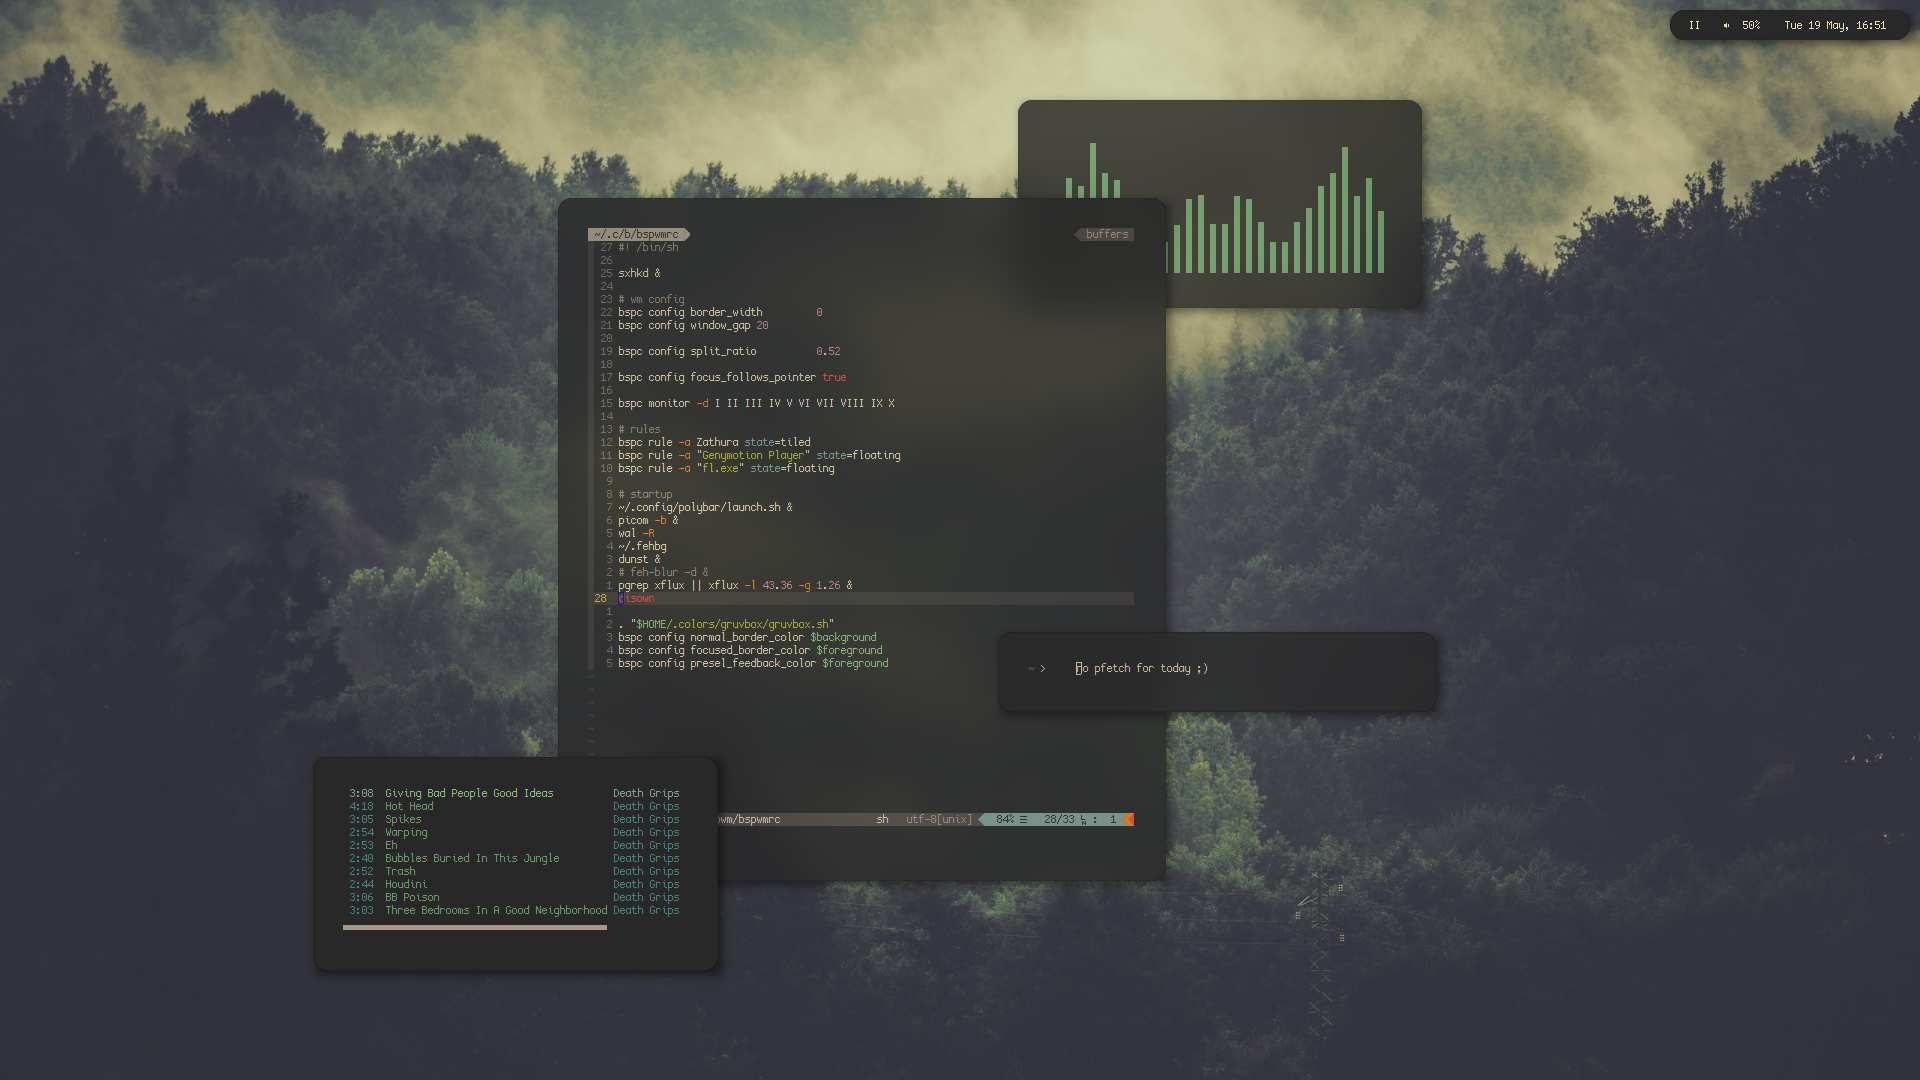 II 50% Tue 19 May, 16:51
~/.c/b/bspwmrc buffers
27 #! /bin/sh
26
25 sxhkd &
24
23 # wm config
22 bspc config border_width 0
21 bspc config window_gap 20
20
19 bspc config split_ratio 0.52
18
17 bspc config focus_follows_pointer true
16
15 bspc monitor -d I II III IV V VI VII VIII IX X
14
13 # rules
12 bspc rule -a Zathura state=tiled
11 bspc rule -a "Genymotion Player" state=floating
10 bspc rule -a "fl.exe" state=floating
9
8 # startup
7 ~/.config/polybar/launch.sh &
6 picom -b &
5 wal -R
4 ~/.fehbg
3 dunst &
2 # feh-blur -d &
1 pgrep xflux || xflux -l 43.36 -g 1.26 &
28 disown
1
2 . "$HOME/.colors/gruvbox/gruvbox.sh"
3 bspc config normal_border_color $background
4 bspc config focused_border_color $foreground
5 bspc config presel_feedback_color $foreground
~ > No pfetch for today ;)
wm/bspwmrc sh utf-8[unix] 84% ☰ 28/33 ㏑ : 1
3:08 Giving Bad People Good Ideas Death Grips
4:18 Hot Head Death Grips
3:05 Spikes Death Grips
2:54 Warping Death Grips
2:53 Eh Death Grips
2:40 Bubbles Buried In This Jungle Death Grips
2:52 Trash Death Grips
2:44 Houdini Death Grips
3:06 BB Poison Death Grips
3:03 Three Bedrooms In A Good Neighborhood Death Grips